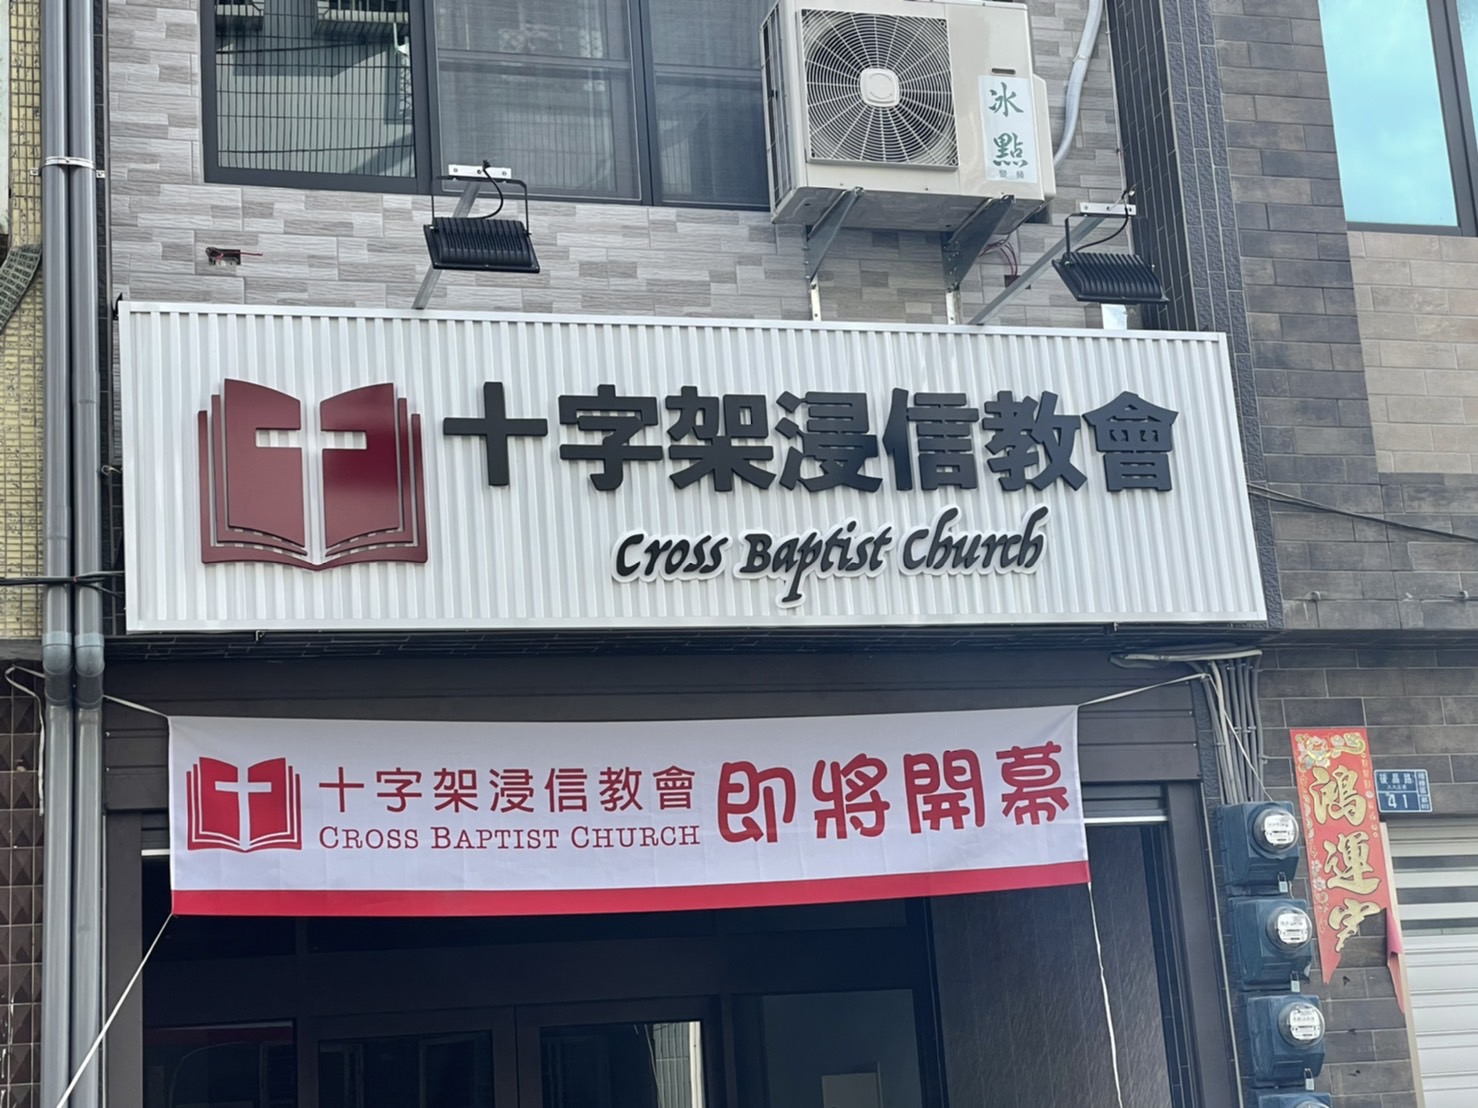 冰點
十字架浸信教會
Cross Baptist Church
十字架浸信教會
CROSS BAPTIST CHURCH
即將開幕
鴻運
41